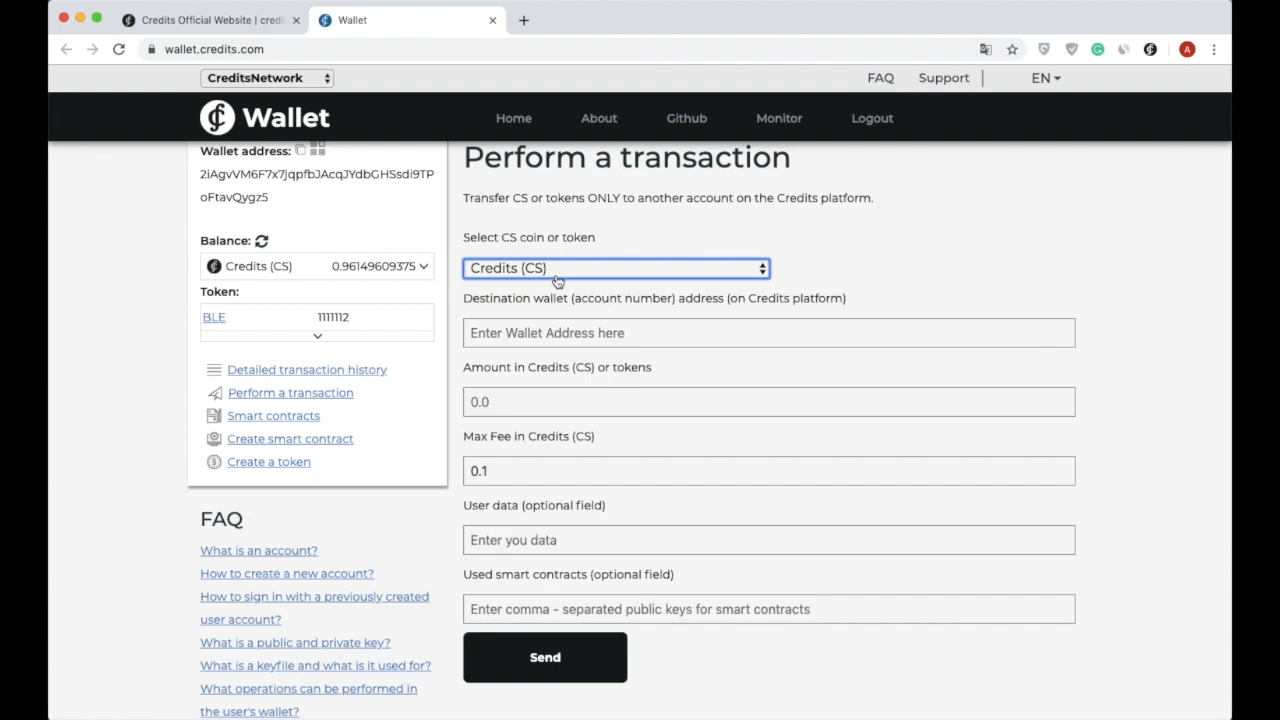 Credits Official Website | credi
Wallet
wallet.credits.com
A
CreditsNetwork
FAQ
Support
EN
Wallet
Home
About
Github
Monitor
Logout
Wallet address:
2iAgvVM6F7x7jqpfbJAcqJYdbGHSsdi9TP
oFtavQygz5
Balance:
Credits (CS) 0.96149609375
Token:
BLE 1111112
Detailed transaction history
Perform a transaction
Smart contracts
Create smart contract
Create a token
FAQ
What is an account?
How to create a new account?
How to sign in with a previously created
user account?
What is a public and private key?
What is a keyfile and what is it used for?
What operations can be performed in
the user's wallet?
Perform a transaction
Transfer CS or tokens ONLY to another account on the Credits platform.
Select CS coin or token
Credits (CS)
Destination wallet (account number) address (on Credits platform)
Enter Wallet Address here
Amount in Credits (CS) or tokens
0.0
Max Fee in Credits (CS)
0.1
User data (optional field)
Enter you data
Used smart contracts (optional field)
Enter comma - separated public keys for smart contracts
Send